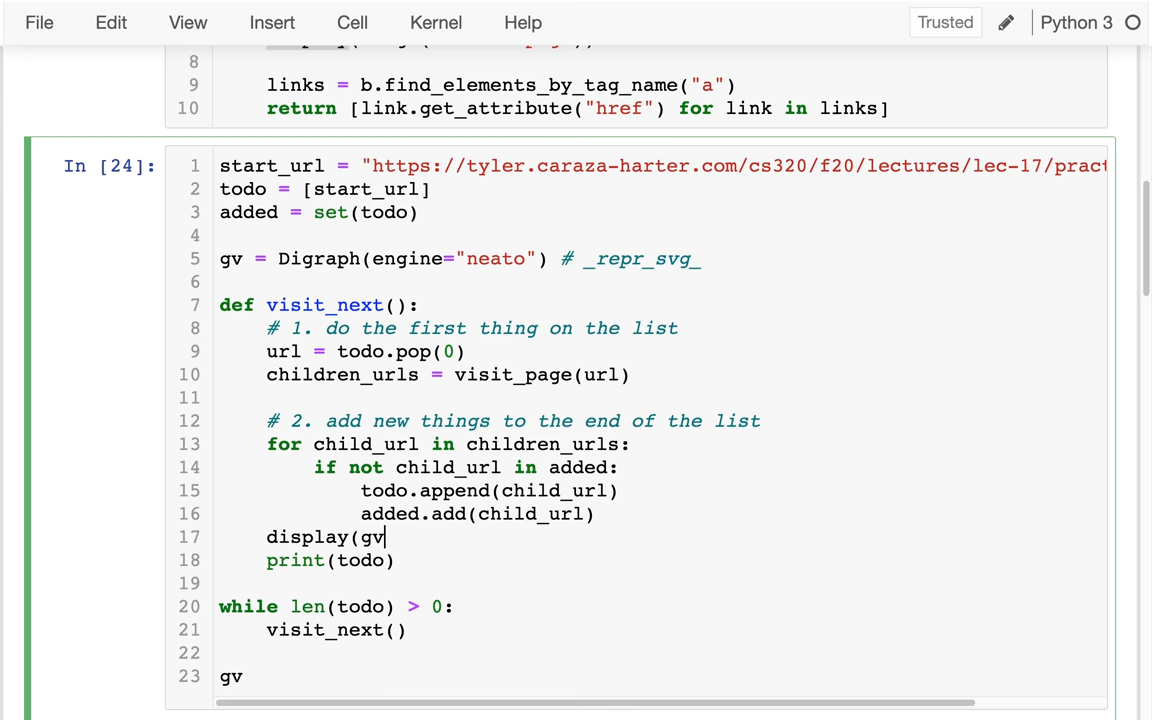 File Edit View Insert Cell Kernel Help Trusted Python 3
8
9 links = b.find_elements_by_tag_name("a")
10 return [link.get_attribute("href") for link in links]
In [24]:
1 start_url = "https://tyler.caraza-harter.com/cs320/f20/lectures/lec-17/pract
2 todo = [start_url]
3 added = set(todo)
4
5 gv = Digraph(engine="neato") # _repr_svg_
6
7 def visit_next():
8 # 1. do the first thing on the list
9 url = todo.pop(0)
10 children_urls = visit_page(url)
11
12 # 2. add new things to the end of the list
13 for child_url in children_urls:
14 if not child_url in added:
15 todo.append(child_url)
16 added.add(child_url)
17 display(gv
18 print(todo)
19
20 while len(todo) > 0:
21 visit_next()
22
23 gv